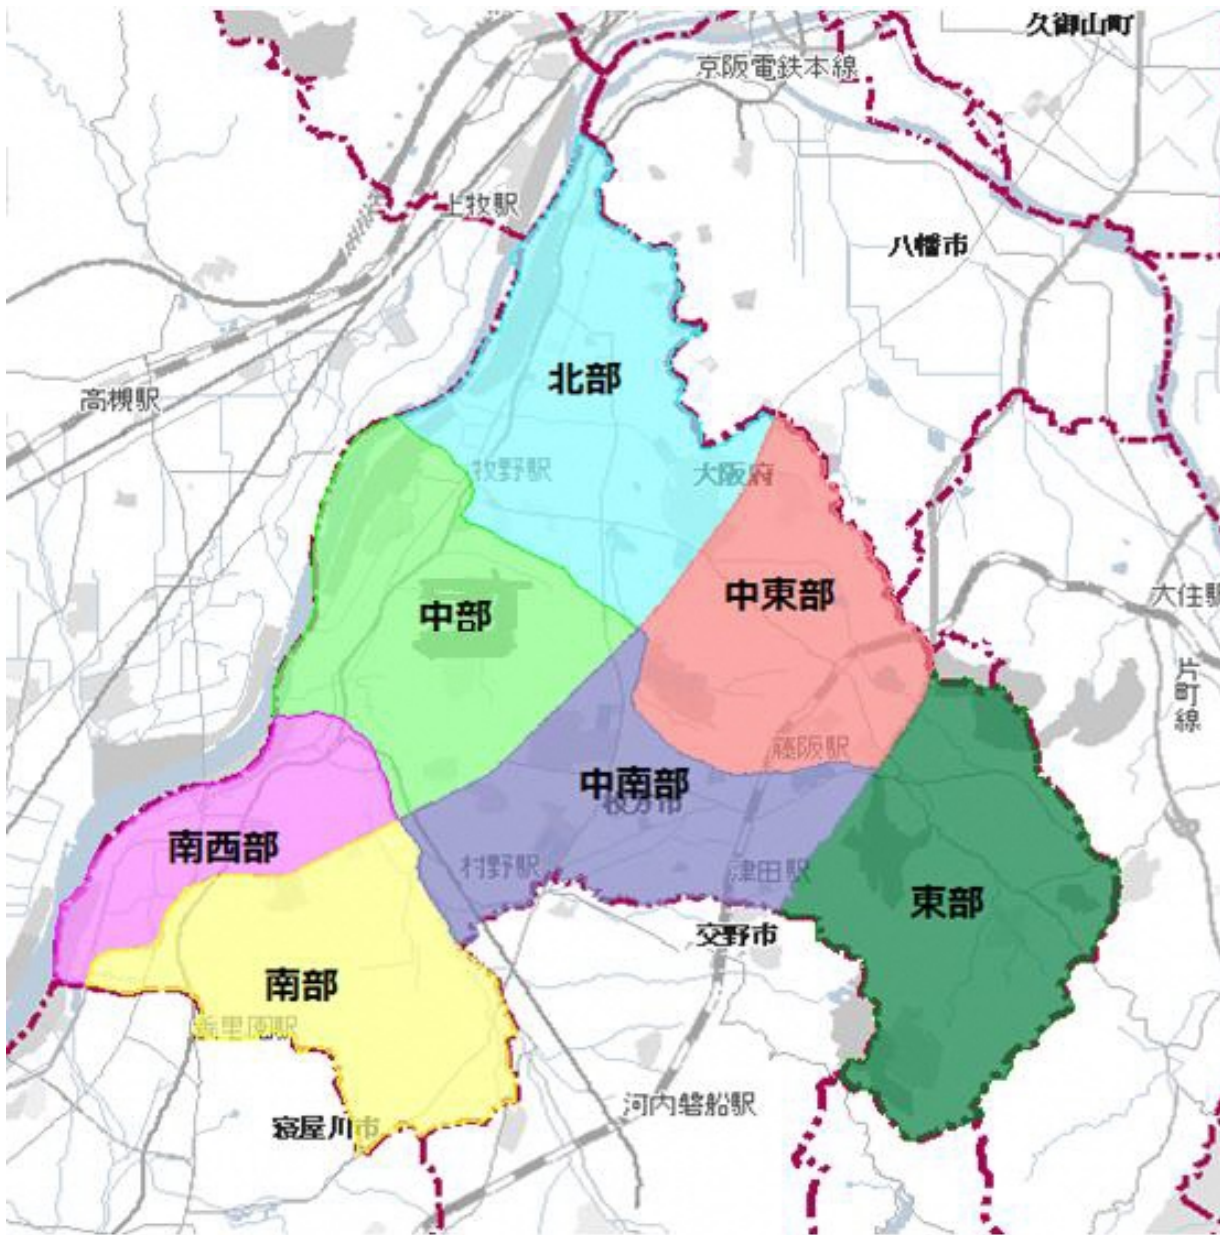 久御山町
京阪電鉄本線
上牧駅
八幡市
北部
高槻駅
牧野駅
大阪府
中東部
大住駅
中部
片町線
藤阪駅
中南部
枚方市
南西部
村野駅
津田駅
東部
交野市
南部
香里園駅
河内磐船駅
寝屋川市